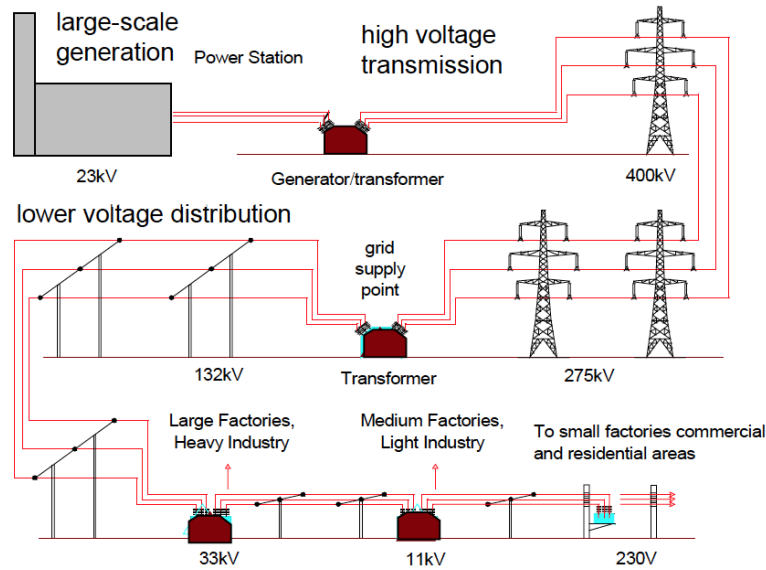 large-scale
generation
Power Station
high voltage
transmission
23kV
Generator/transformer
400kV
lower voltage distribution
grid
supply
point
132kV
Transformer
275kV
Large Factories,
Heavy Industry
Medium Factories,
Light Industry
To small factories commercial
and residential areas
33kV
11kV
230V